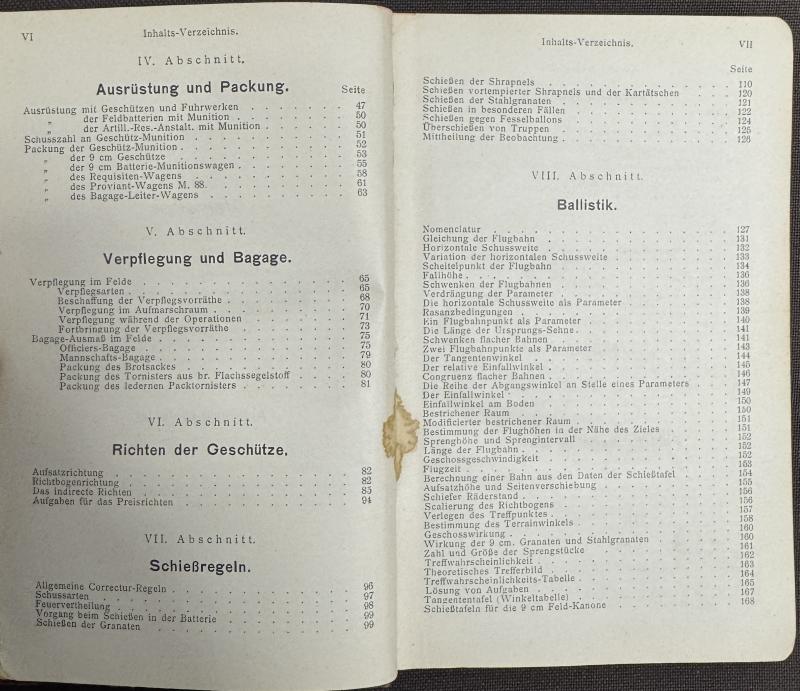 VI
Inhalts-Verzeichnis.
IV. Abschnitt.
Ausrüstung und Packung.
Seite
Ausrüstung mit Geschützen und Fuhrwerken . . . . . . . 47
„ der Feldbatterien mit Munition . . . . . . 50
„ der Artill.-Res.-Anstalt. mit Munition . . . . . 50
Schusszahl an Geschütz-Munition . . . . . . . . . 51
Packung der Geschütz-Munition . . . . . . . . . 52
„ der 9 cm Geschütze . . . . . . . . . 53
„ der 9 cm Batterie-Munitionswagen . . . . . . 55
„ des Requisiten-Wagens . . . . . . . . 58
„ des Proviant-Wagens M. 88. . . . . . . . 61
„ des Bagage-Leiter-Wagens . . . . . . . 63
V. Abschnitt.
Verpflegung und Bagage.
Verpflegung im Felde . . . . . . . . . . . 65
Verpflegsarten . . . . . . . . . . . 65
Beschaffung der Verpflegsvorräthe . . . . . . . 68
Verpflegung im Aufmarschraum . . . . . . . . 70
Verpflegung während der Operationen . . . . . . 71
Fortbringung der Verpflegsvorräthe . . . . . . . 73
Bagage-Ausmaß im Felde . . . . . . . . . . 75
Officiers-Bagage . . . . . . . . . . . 75
Mannschafts-Bagage . . . . . . . . . . 79
Packung des Brotsackes . . . . . . . . . 80
Packung des Tornisters aus br. Flachssegelstoff . . . . 80
Packung des ledernen Packtornisters . . . . . . . 81
VI. Abschnitt.
Richten der Geschütze.
Aufsatzrichtung . . . . . . . . . . . . 82
Richtbogenrichtung . . . . . . . . . . . 82
Das indirecte Richten . . . . . . . . . . 85
Aufgaben für das Preisrichten . . . . . . . . 94
VII. Abschnitt.
Schießregeln.
Allgemeine Correctur-Regeln . . . . . . . . . 96
Schussarten . . . . . . . . . . . . . 97
Feuervertheilung . . . . . . . . . . . . 98
Vorgang beim Schießen in der Batterie . . . . . . 99
Schießen der Granaten . . . . . . . . . . 99
Inhalts-Verzeichnis.
VII
Seite
Schießen der Shrapnels . . . . . . . . . . 110
Schießen vortempierter Shrapnels und der Kartätschen . . . 120
Schießen der Stahlgranaten . . . . . . . . . 121
Schießen in besonderen Fällen . . . . . . . . 122
Schießen gegen Fesselballons . . . . . . . . 124
Überschießen von Truppen . . . . . . . . . 125
Mittheilung der Beobachtung . . . . . . . . . 126
VIII. Abschnitt.
Ballistik.
Nomenclatur . . . . . . . . . . . . . 127
Gleichung der Flugbahn . . . . . . . . . . 131
Horizontale Schussweite . . . . . . . . . . 132
Variation der horizontalen Schussweite . . . . . . 133
Scheitelpunkt der Flugbahn . . . . . . . . . 134
Fallhöhe . . . . . . . . . . . . . . 136
Schwenken der Flugbahnen . . . . . . . . . 136
Verdrängung der Parameter . . . . . . . . . 138
Die horizontale Schussweite als Parameter . . . . . 138
Rasanzbedingungen . . . . . . . . . . . 139
Ein Flugbahnpunkt als Parameter . . . . . . . 140
Die Länge der Ursprungs-Sehne . . . . . . . . 141
Schwenken flacher Bahnen . . . . . . . . . 141
Zwei Flugbahnpunkte als Parameter . . . . . . . 143
Der Tangentenwinkel . . . . . . . . . . . 144
Der relative Einfallwinkel . . . . . . . . . 145
Congruenz flacher Bahnen . . . . . . . . . 146
Die Reihe der Abgangswinkel an Stelle eines Parameters . . 147
Der Einfallwinkel . . . . . . . . . . . . 149
Einfallwinkel am Boden . . . . . . . . . . 150
Bestrichener Raum . . . . . . . . . . . 150
Modificierter bestrichener Raum . . . . . . . . 151
Bestimmung der Flughöhen in der Nähe des Zieles . . . . 151
Sprenghöhe und Sprengintervall . . . . . . . . 152
Länge der Flugbahn . . . . . . . . . . . 152
Geschossgeschwindigkeit . . . . . . . . . . 152
Flugzeit . . . . . . . . . . . . . . 153
Berechnung einer Bahn aus den Daten der Schießtafel . . . 154
Aufsatzhöhe und Seitenverschiebung . . . . . . . 155
Schiefer Räderstand . . . . . . . . . . . 156
Scalierung des Richtbogens . . . . . . . . . 156
Verlegen des Treffpunktes . . . . . . . . . 157
Bestimmung des Terrainwinkels . . . . . . . . 158
Geschosswirkung . . . . . . . . . . . . 160
Wirkung der 9 cm. Granaten und Stahlgranaten . . . . 160
Zahl und Größe der Sprengstücke . . . . . . . 161
Treffwahrscheinlichkeit . . . . . . . . . . 162
Theoretisches Trefferbild . . . . . . . . . 163
Treffwahrscheinlichkeits-Tabelle . . . . . . . 164
Lösung von Aufgaben . . . . . . . . . . . 165
Tangententafel (Winkeltabelle) . . . . . . . . 167
Schießtafeln für die 9 cm Feld-Kanone . . . . . . 168